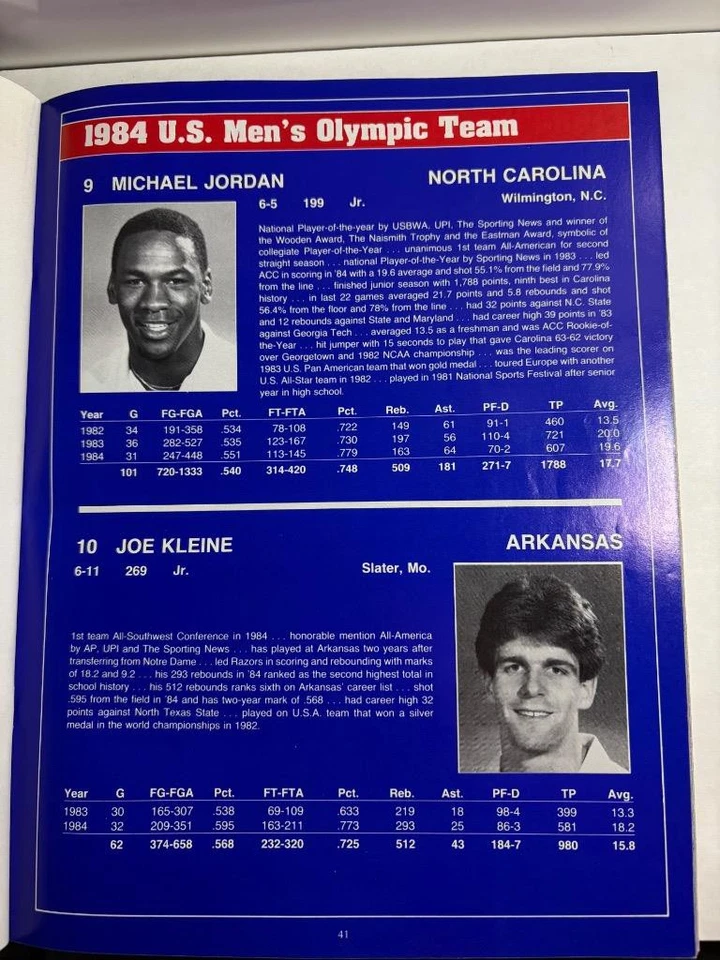 1984 U.S. Men's Olympic Team
9 MICHAEL JORDAN NORTH CAROLINA
6-5 199 Jr. Wilmington, N.C.
National Player-of-the-year by USBWA, UPI, The Sporting News and winner of
the Wooden Award, The Naismith Trophy and the Eastman Award, symbolic of
collegiate Player-of-the-Year . . . unanimous 1st team All-American for second
straight season . . . national Player-of-the-Year by Sporting News in 1983 . . . led
ACC in scoring in '84 with a 19.6 average and shot 55.1% from the field and 77.9%
from the line . . . finished junior season with 1,788 points, ninth best in Carolina
history . . . in last 22 games averaged 21.7 points and 5.8 rebounds and shot
56.4% from the floor and 78% from the line . . . had 32 points against N.C. State
and 12 rebounds against State and Maryland . . . had career high 39 points in '83
against Georgia Tech . . . averaged 13.5 as a freshman and was ACC Rookie-of-
the-Year . . . hit jumper with 15 seconds to play that gave Carolina 63-62 victory
over Georgetown and 1982 NCAA championship . . . was the leading scorer on
1983 U.S. Pan American team that won gold medal . . . toured Europe with another
U.S. All-Star team in 1982 . . . played in 1981 National Sports Festival after senior
year in high school.
Year G FG-FGA Pct. FT-FTA Pct. Reb. Ast. PF-D TP Avg.
1982 34 191-358 .534 78-108 .722 149 61 91-1 460 13.5
1983 36 282-527 .535 123-167 .730 197 56 110-4 721 20.0
1984 31 247-448 .551 113-145 .779 163 64 70-2 607 19.6
101 720-1333 .540 314-420 .748 509 181 271-7 1788 17.7
10 JOE KLEINE ARKANSAS
6-11 269 Jr. Slater, Mo.
1st team All-Southwest Conference in 1984 . . . honorable mention All-America
by AP, UPI and The Sporting News . . . has played at Arkansas two years after
transferring from Notre Dame . . . led Razors in scoring and rebounding with marks
of 18.2 and 9.2 . . . his 293 rebounds in '84 ranked as the second highest total in
school history . . . his 512 rebounds ranks sixth on Arkansas' career list . . . shot
.595 from the field in '84 and has two-year mark of .568 . . . had career high 32
points against North Texas State . . . played on U.S.A. team that won a silver
medal in the world championships in 1982.
Year G FG-FGA Pct. FT-FTA Pct. Reb. Ast. PF-D TP Avg.
1983 30 165-307 .538 69-109 .633 219 18 98-4 399 13.3
1984 32 209-351 .595 163-211 .773 293 25 86-3 581 18.2
62 374-658 .568 232-320 .725 512 43 184-7 980 15.8
41